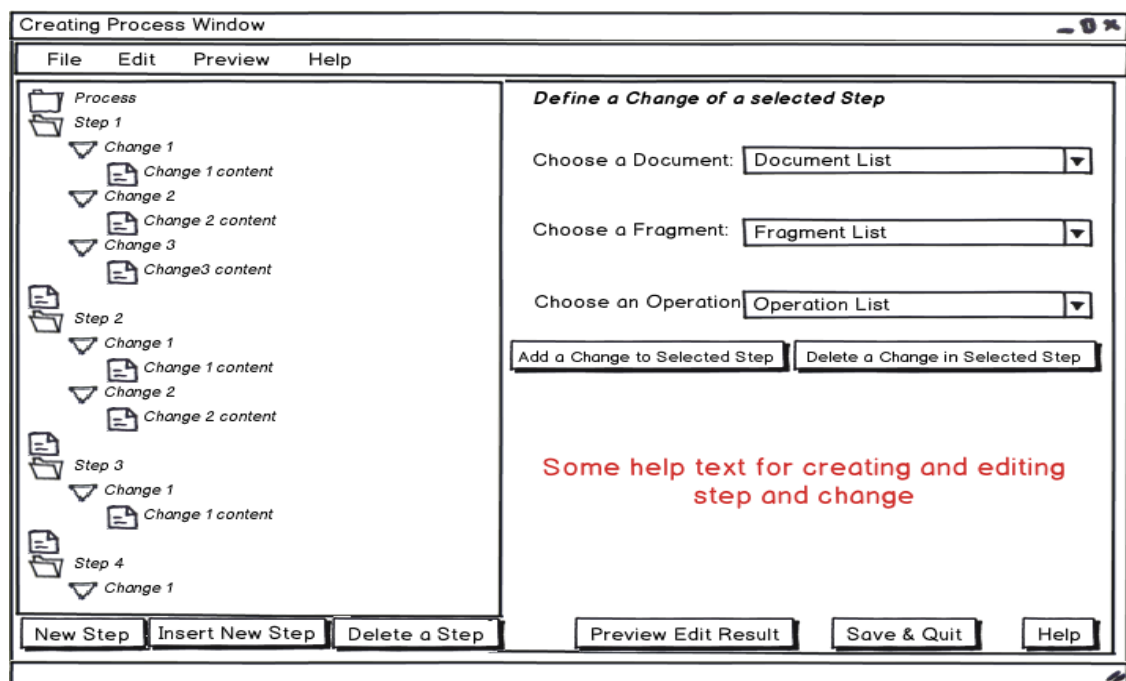 Creating Process Window
File Edit Preview Help
Process
Step 1
Change 1
Change 1 content
Change 2
Change 2 content
Change 3
Change3 content
Step 2
Change 1
Change 1 content
Change 2
Change 2 content
Step 3
Change 1
Change 1 content
Step 4
Change 1
New Step Insert New Step Delete a Step
Define a Change of a selected Step
Choose a Document: Document List
Choose a Fragment: Fragment List
Choose an Operation Operation List
Add a Change to Selected Step Delete a Change in Selected Step
Some help text for creating and editing
step and change
Preview Edit Result Save & Quit Help